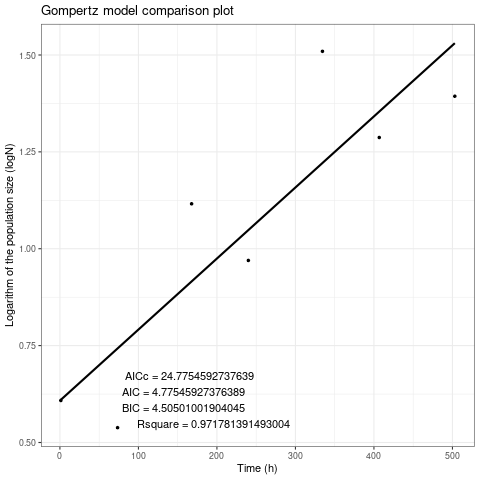 Gompertz model comparison plot
Logarithm of the population size (logN)
1.50
1.25
1.00
0.75
0.50
AICc = 24.7754592737639
AIC = 4.77545927376389
BIC = 4.50501001904045
Rsquare = 0.971781391493004
0 100 200 300 400 500
Time (h)